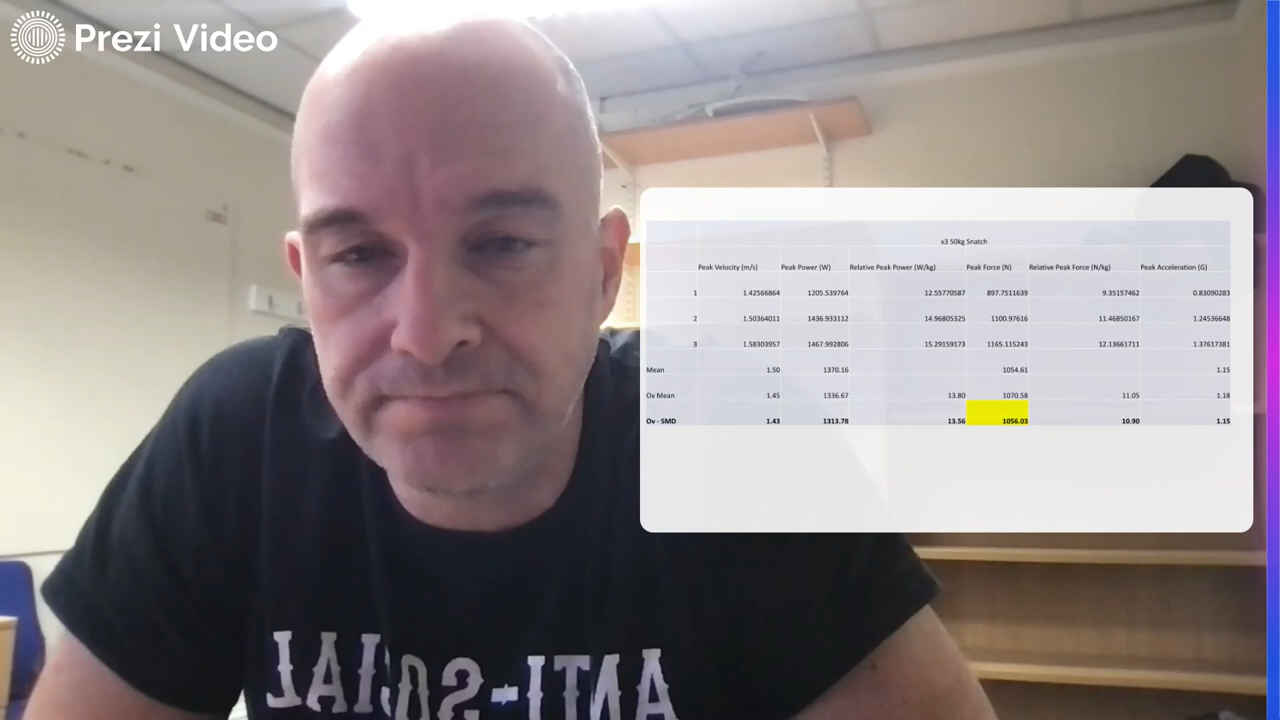 Prezi Video
x3 50kg Snatch
Peak Velocity (m/s) Peak Power (W) Relative Peak Power (W/kg) Peak Force (N) Relative Peak Force (N/kg) Peak Acceleration (G)
1 1.42566864 1205.539764 12.55770587 897.7511639 9.35157462 0.83090283
2 1.50364011 1436.933112 14.96805325 1100.97616 11.46850167 1.24536648
3 1.58303957 1467.992806 15.29159173 1165.115243 12.13661711 1.37617381
Mean 1.50 1370.16 1054.61 1.15
Ov Mean 1.45 1336.67 13.80 1070.58 11.05 1.18
Ov - SMD 1.43 1313.78 13.56 1056.03 10.90 1.15
ANTI-SOCIAL